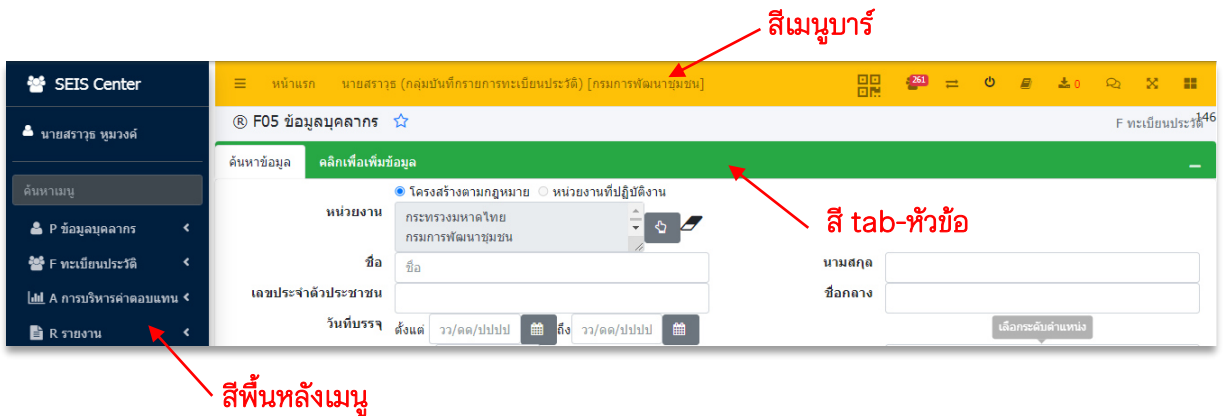 สีเมนูบาร์
SEIS Center
หน้าแรก นายสราวุธ (กลุ่มบันทึกรายการทะเบียนประวัติ) [กรมการพัฒนาชุมชน] 261 0
นายสราวุธ หูมวงค์
® F05 ข้อมูลบุคลากร F ทะเบียนประวัติ 146
ค้นหาข้อมูล คลิกเพื่อเพิ่มข้อมูล
ค้นหาเมนู
โครงสร้างตามกฎหมาย หน่วยงานที่ปฏิบัติงาน
หน่วยงาน กระทรวงมหาดไทย
กรมการพัฒนาชุมชน
สี tab-หัวข้อ
P ข้อมูลบุคลากร
F ทะเบียนประวัติ
ชื่อ ชื่อ นามสกุล
A การบริหารค่าตอบแทน
เลขประจำตัวประชาชน ชื่อกลาง
R รายงาน
วันที่บรรจุ ตั้งแต่ วว/ดด/ปปปป ถึง วว/ดด/ปปปป เลือกระดับตำแหน่ง
สีพื้นหลังเมนู